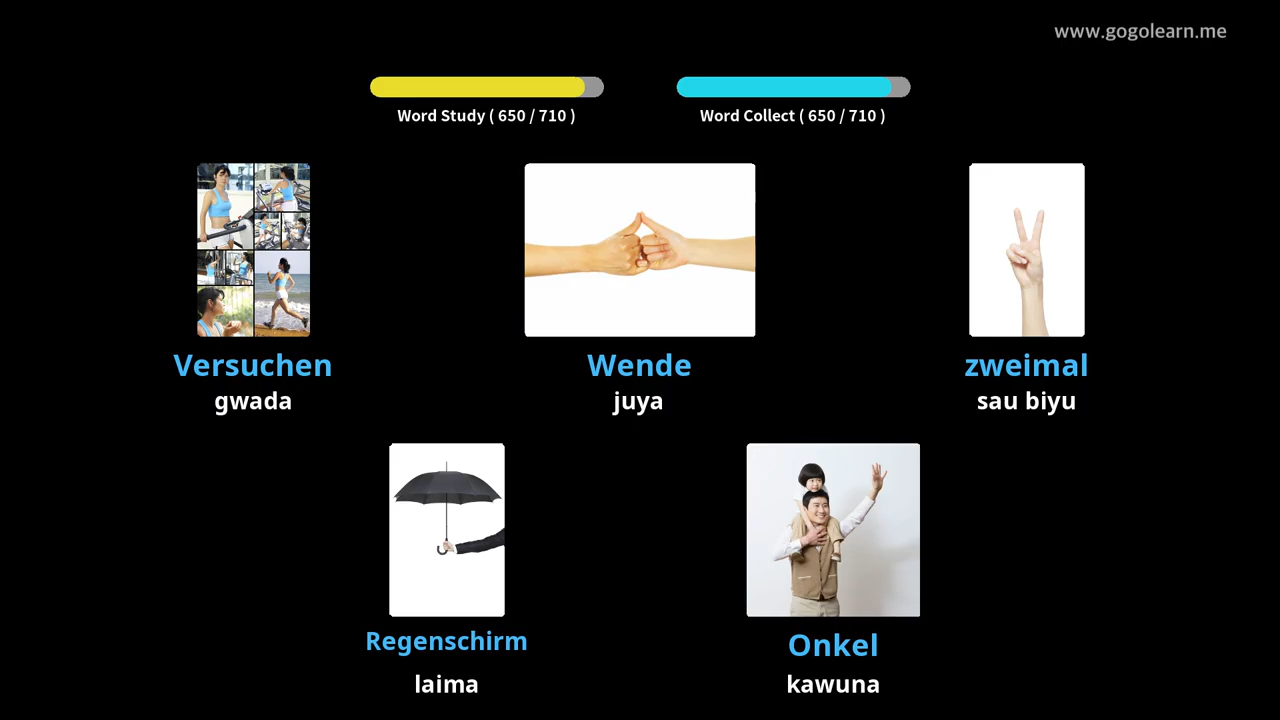 www.gogolearn.me
Word Study ( 650 / 710 )
Word Collect ( 650 / 710 )
Versuchen
gwada
Wende
juya
zweimal
sau biyu
Regenschirm
laima
Onkel
kawuna